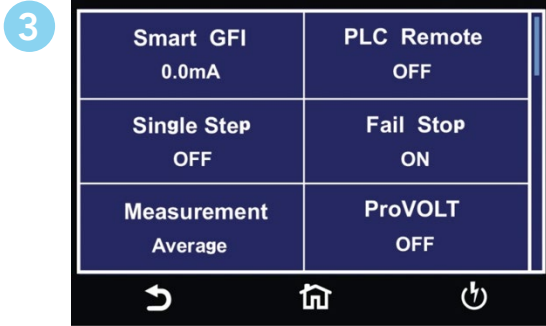 3
Smart GFI
0.0mA
PLC Remote
OFF
Single Step
OFF
Fail Stop
ON
Measurement
Average
ProVOLT
OFF